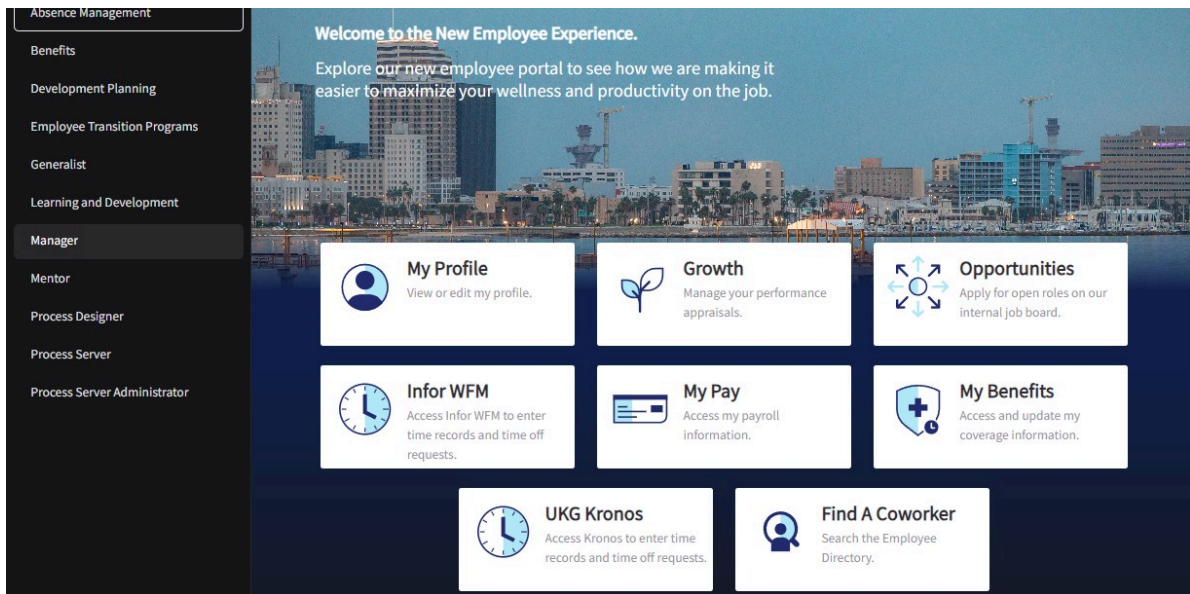 Absence Management
Benefits
Development Planning
Employee Transition Programs
Generalist
Learning and Development
Manager
Mentor
Process Designer
Process Server
Process Server Administrator
Welcome to the New Employee Experience.
Explore our new employee portal to see how we are making it
easier to maximize your wellness and productivity on the job.
My Profile
View or edit my profile.
Growth
Manage your performance
appraisals.
Opportunities
Apply for open roles on our
internal job board.
Infor WFM
Access Infor WFM to enter
time records and time off
requests.
My Pay
Access my payroll
information.
My Benefits
Access and update my
coverage information.
UKG Kronos
Access Kronos to enter time
records and time off requests.
Find A Coworker
Search the Employee
Directory.